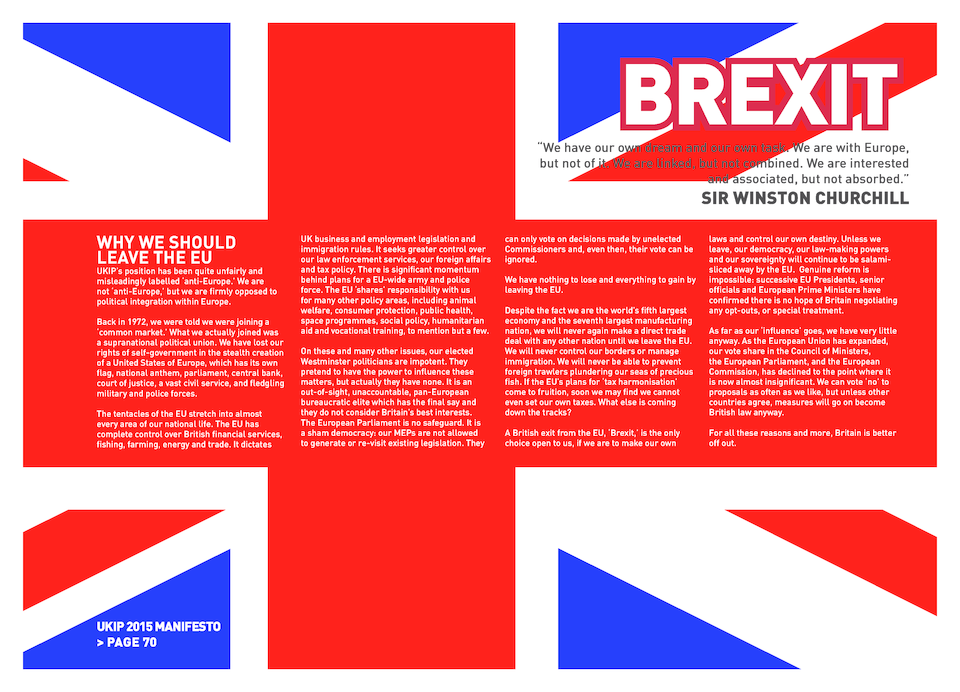 BREXIT
“We have our own dream and our own task. We are with Europe,
but not of it. We are linked, but not combined. We are interested
and associated, but not absorbed.”
SIR WINSTON CHURCHILL
WHY WE SHOULD
LEAVE THE EU
UKIP’s position has been quite unfairly and
misleadingly labelled ‘anti-Europe.’ We are
not ‘anti-Europe,’ but we are firmly opposed to
political integration within Europe.
Back in 1972, we were told we were joining a
‘common market.’ What we actually joined was
a supranational political union. We have lost our
rights of self-government in the stealth creation
of a United States of Europe, which has its own
flag, national anthem, parliament, central bank,
court of justice, a vast civil service, and fledgling
military and police forces.
The tentacles of the EU stretch into almost
every area of our national life. The EU has
complete control over British financial services,
fishing, farming, energy and trade. It dictates
UK business and employment legislation and
immigration rules. It seeks greater control over
our law enforcement services, our foreign affairs
and tax policy. There is significant momentum
behind plans for a EU-wide army and police
force. The EU ‘shares’ responsibility with us
for many other policy areas, including animal
welfare, consumer protection, public health,
space programmes, social policy, humanitarian
aid and vocational training, to mention but a few.
On these and many other issues, our elected
Westminster politicians are impotent. They
pretend to have the power to influence these
matters, but actually they have none. It is an
out-of-sight, unaccountable, pan-European
bureaucratic elite which has the final say and
they do not consider Britain’s best interests.
The European Parliament is no safeguard. It is
a sham democracy: our MEPs are not allowed
to generate or re-visit existing legislation. They
can only vote on decisions made by unelected
Commissioners and, even then, their vote can be
ignored.
We have nothing to lose and everything to gain by
leaving the EU.
Despite the fact we are the world’s fifth largest
economy and the seventh largest manufacturing
nation, we will never again make a direct trade
deal with any other nation until we leave the EU.
We will never control our borders or manage
immigration. We will never be able to prevent
foreign trawlers plundering our seas of precious
fish. If the EU’s plans for ‘tax harmonisation’
come to fruition, soon we may find we cannot
even set our own taxes. What else is coming
down the tracks?
A British exit from the EU, ‘Brexit,’ is the only
choice open to us, if we are to make our own
laws and control our own destiny. Unless we
leave, our democracy, our law-making powers
and our sovereignty will continue to be salami-
sliced away by the EU. Genuine reform is
impossible: successive EU Presidents, senior
officials and European Prime Ministers have
confirmed there is no hope of Britain negotiating
any opt-outs, or special treatment.
As far as our ‘influence’ goes, we have very little
anyway. As the European Union has expanded,
our vote share in the Council of Ministers,
the European Parliament, and the European
Commission, has declined to the point where it
is now almost insignificant. We can vote ‘no’ to
proposals as often as we like, but unless other
countries agree, measures will go on become
British law anyway.
For all these reasons and more, Britain is better
off out.
UKIP 2015 MANIFESTO
> PAGE 70